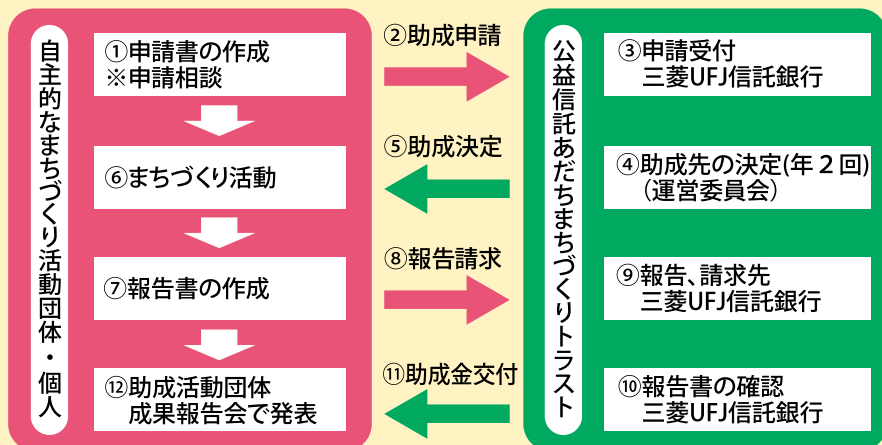 自主的なまちづくり活動団体・個人
①申請書の作成
※申請相談
⑥まちづくり活動
⑦報告書の作成
⑫助成活動団体
成果報告会で発表
②助成申請
⑤助成決定
⑧報告請求
⑪助成金交付
公益信託あだちまちづくりトラスト
③申請受付
三菱UFJ信託銀行
④助成先の決定(年2回)
(運営委員会)
⑨報告、請求先
三菱UFJ信託銀行
⑩報告書の確認
三菱UFJ信託銀行